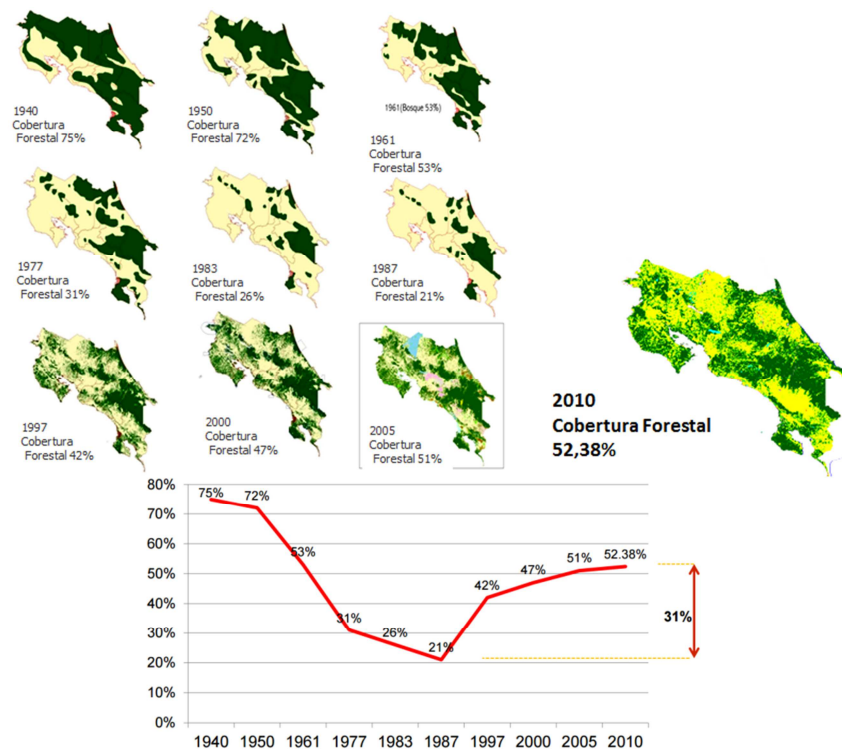 1940
Cobertura
Forestal 75%
1950
Cobertura
Forestal 72%
1961(Bosque 53%)
1961
Cobertura
Forestal 53%
1977
Cobertura
Forestal 31%
1983
Cobertura
Forestal 26%
1987
Cobertura
Forestal 21%
1997
Cobertura
Forestal 42%
2000
Cobertura
Forestal 47%
2005
Cobertura
Forestal 51%
2010
Cobertura Forestal
52,38%
80%
70%
60%
50%
40%
30%
20%
10%
0%
75%
72%
53%
31%
26%
21%
42%
47%
51%
52.38%
31%
1940 1950 1961 1977 1983 1987 1997 2000 2005 2010